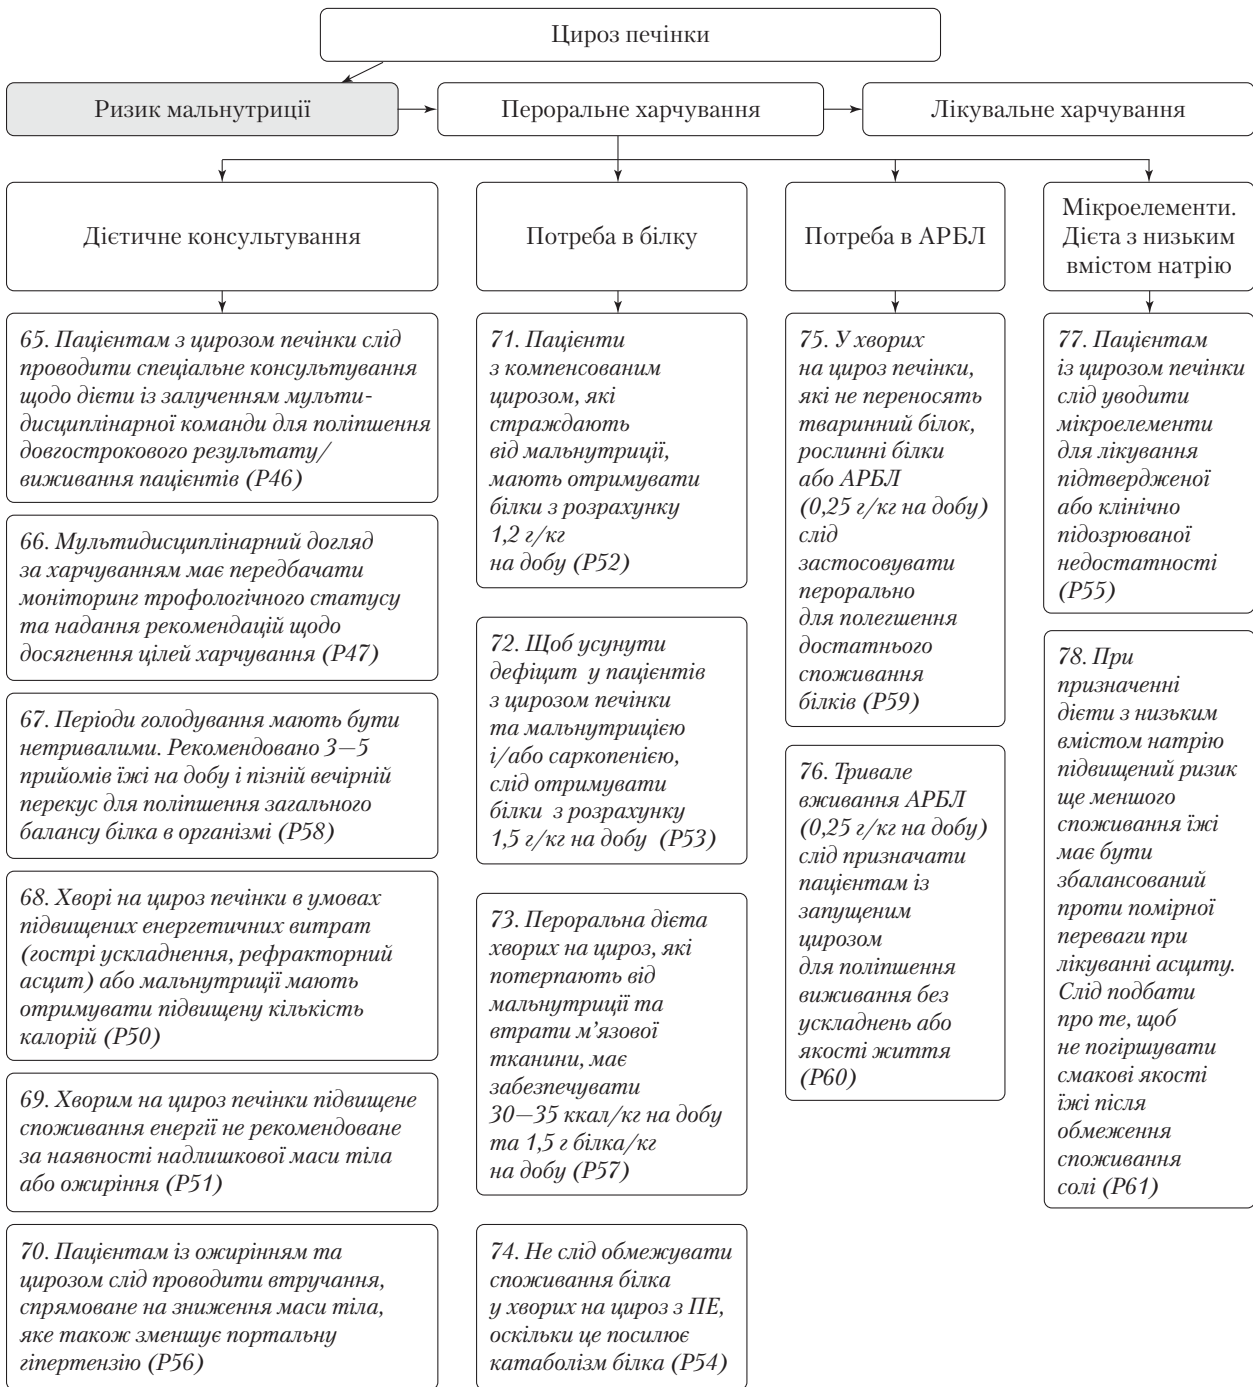 Цироз печінки
Ризик мальнутриції
Пероральне харчування
Лікувальне харчування
Дієтичне консультування
Потреба в білку
Потреба в АРБЛ
Мікроелементи.
Дієта з низьким
вмістом натрію
65. Пацієнтам з цирозом печінки слід
проводити спеціальне консультування
щодо дієти із залученням мульти-
дисциплінарної команди для поліпшення
довгострокового результату/
виживання пацієнтів (Р46)
66. Мультидисциплінарний догляд
за харчуванням має передбачати
моніторинг трофологічного статусу
та надання рекомендацій щодо
досягнення цілей харчування (Р47)
67. Періоди голодування мають бути
нетривалими. Рекомендовано 3—5
прийомів їжі на добу і пізній вечірній
перекус для поліпшення загального
балансу білка в організмі (Р58)
68. Хворі на цироз печінки в умовах
підвищених енергетичних витрат
(гострі ускладнення, рефракторний
асцит) або мальнутриції мають
отримувати підвищену кількість
калорій (Р50)
69. Хворим на цироз печінки підвищене
споживання енергії не рекомендоване
за наявності надлишкової маси тіла
або ожиріння (Р51)
70. Пацієнтам із ожирінням та
цирозом слід проводити втручання,
спрямоване на зниження маси тіла,
яке також зменшує портальну
гіпертензію (Р56)
71. Пацієнти
з компенсованим
цирозом, які
страждають
від мальнутриції,
мають отримувати
білки з розрахунку
1,2 г/кг
на добу (Р52)
72. Щоб усунути
дефіцит у пацієнтів
з цирозом печінки
та мальнутрицією
і/або саркопенією,
слід отримувати
білки з розрахунку
1,5 г/кг на добу (Р53)
73. Пероральна дієта
хворих на цироз, які
потерпають від
мальнутриції та
втрати м’язової
тканини, має
забезпечувати
30—35 ккал/кг на добу
та 1,5 г білка/кг
на добу (Р57)
74. Не слід обмежувати
споживання білка
у хворих на цироз з ПЕ,
оскільки це посилює
катаболізм білка (Р54)
75. У хворих
на цироз печінки,
які не переносять
тваринний білок,
рослинні білки
або АРБЛ
(0,25 г/кг на добу)
слід
застосовувати
перорально
для полегшення
достатнього
споживання
білків (Р59)
76. Тривале
вживання АРБЛ
(0,25 г/кг на добу)
слід призначати
пацієнтам із
запущеним
цирозом
для поліпшення
виживання без
ускладнень або
якості життя
(Р60)
77. Пацієнтам
із цирозом печінки
слід уводити
мікроелементи
для лікування
підтвердженої
або клінічно
підозрюваної
недостатності
(Р55)
78. При
призначенні
дієти з низьким
вмістом натрію
підвищений ризик
ще меншого
споживання їжі
має бути
збалансований
проти помірної
переваги при
лікуванні асциту.
Слід подбати
про те, щоб
не погіршувати
смакові якості
їжі після
обмеження
споживання
солі (Р61)